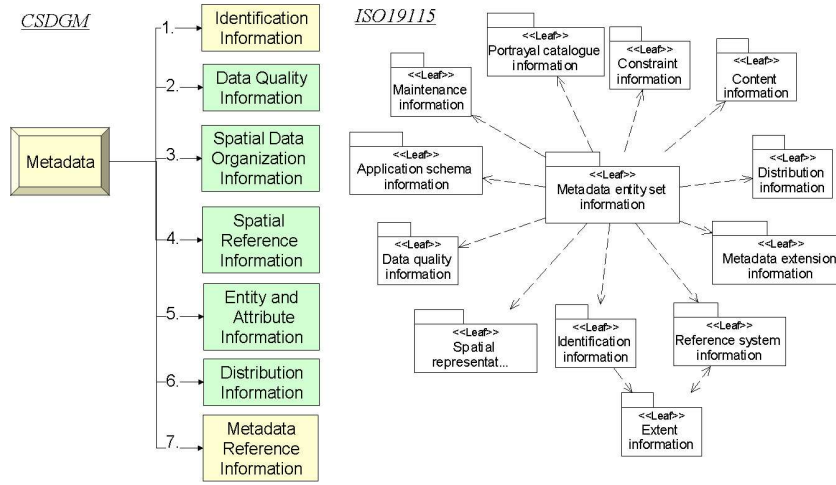 CSDGM
Metadata
1.
Identification
Information
2.
Data Quality
Information
3.
Spatial Data
Organization
Information
4.
Spatial
Reference
Information
5.
Entity and
Attribute
Information
6.
Distribution
Information
7.
Metadata
Reference
Information
ISO19115
<<Leaf>>
Portrayal catalogue
information
<<Leaf>>
Constraint
information
<<Leaf>>
Content
information
<<Leaf>>
Maintenance
information
<<Leaf>>
Application schema
information
<<Leaf>>
Metadata entity set
information
<<Leaf>>
Distribution
information
<<Leaf>>
Data quality
information
<<Leaf>>
Metadata extension
information
<<Leaf>>
Spatial
representat...
<<Leaf>>
Identification
information
<<Leaf>>
Reference system
information
<<Leaf>>
Extent
information